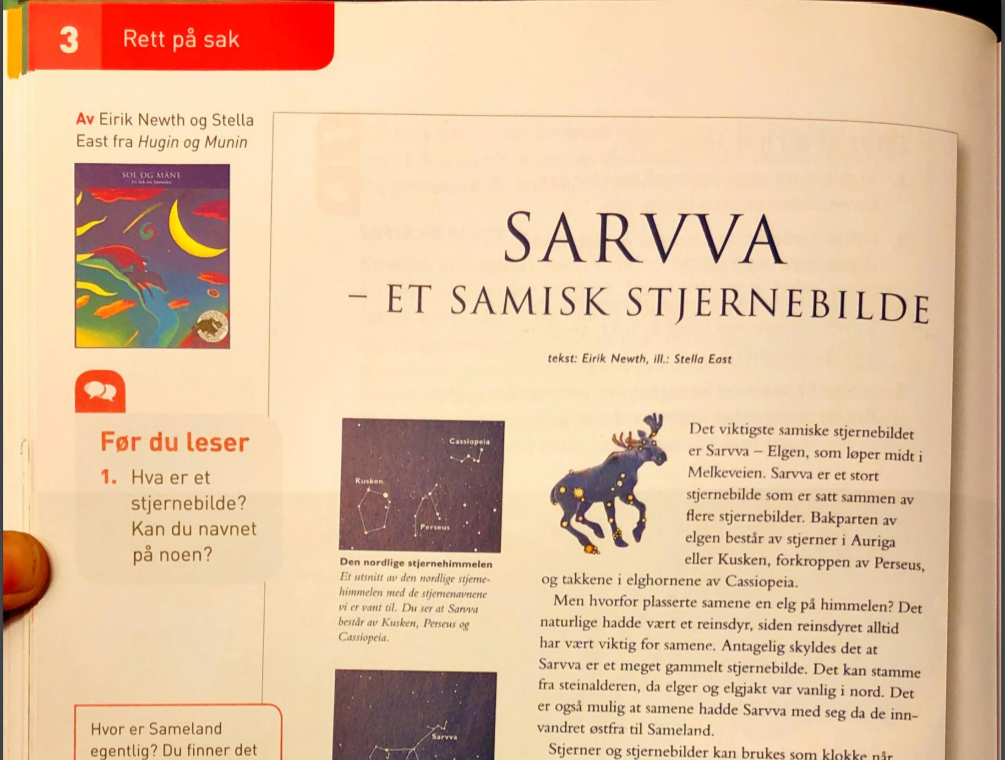 3 Rett på sak
Av Eirik Newth og Stella
East fra Hugin og Munin
SOL OG MÅNE
Før du leser
1. Hva er et
stjernebilde?
Kan du navnet
på noen?
Hvor er Sameland
egentlig? Du finner det
SARVVA
– ET SAMISK STJERNEBILDE
tekst: Eirik Newth, ill.: Stella East
Cassiopeia
Kusken
Perseus
Den nordlige stjernehimmelen
Et utsnitt av den nordlige stjerne-
himmelen med de stjernenavnene
vi er vant til. Du ser at Sarvva
består av Kusken, Perseus og
Cassiopeia.
Sarvva
Det viktigste samiske stjernebildet
er Sarvva – Elgen, som løper midt i
Melkeveien. Sarvva er et stort
stjernebilde som er satt sammen av
flere stjernebilder. Bakparten av
elgen består av stjerner i Auriga
eller Kusken, forkroppen av Perseus,
og takkene i elghornene av Cassiopeia.
Men hvorfor plasserte samene en elg på himmelen? Det
naturlige hadde vært et reinsdyr, siden reinsdyret alltid
har vært viktig for samene. Antagelig skyldes det at
Sarvva er et meget gammelt stjernebilde. Det kan stamme
fra steinalderen, da elger og elgjakt var vanlig i nord. Det
er også mulig at samene hadde Sarvva med seg da de inn-
vandret østfra til Sameland.
Stjerner og stjernebilder kan brukes som klokke når